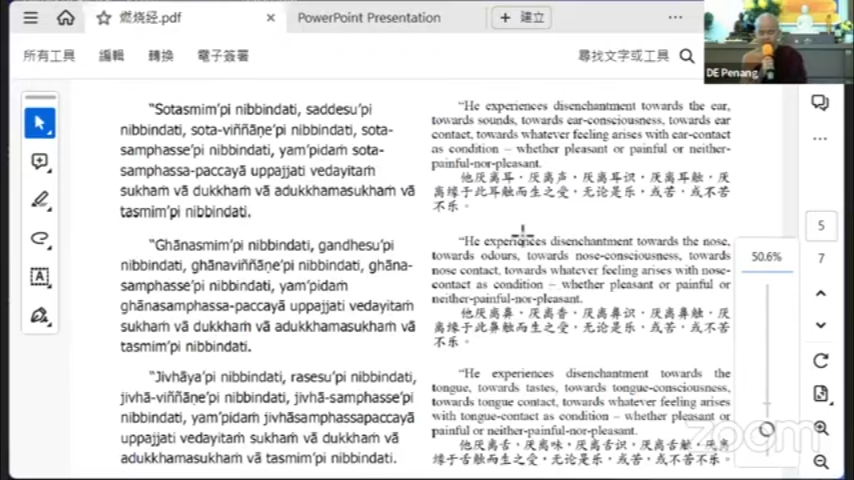 燃烧经.pdf
PowerPoint Presentation
建立
所有工具
編輯
轉換
電子簽署
尋找文字或工具
DE Penang
"Sotasmim'pi nibbindati, saddesu'pi
nibbindati, sota-viññāṇe'pi nibbindati, sota-
samphasse'pi nibbindati, yam'pidaṁ sota-
samphassa-paccayā uppajjati vedayitaṁ
sukhaṁ vā dukkhaṁ vā adukkhamasukhaṁ vā
tasmim'pi nibbindati.
"Ghānasmim'pi nibbindati, gandhesu'pi
nibbindati, ghānaviññāṇe'pi nibbindati, ghāna-
samphasse'pi nibbindati, yam'pidaṁ
ghānasamphassa-paccayā uppajjati vedayitaṁ
sukhaṁ vā dukkhaṁ vā adukkhamasukhaṁ vā
tasmim'pi nibbindati.
"Jivhāya'pi nibbindati, rasesu'pi nibbindati,
jivhā-viññāṇe'pi nibbindati, jivhā-samphasse'pi
nibbindati, yam'pidaṁ jivhāsamphassapaccayā
uppajjati vedayitaṁ sukhaṁ vā dukkhaṁ vā
adukkhamasukhaṁ vā tasmim'pi nibbindati.
"He experiences disenchantment towards the ear,
towards sounds, towards ear-consciousness, towards ear
contact, towards whatever feeling arises with ear-contact
as condition – whether pleasant or painful or neither-
painful-nor-pleasant.
他厌离耳，厌离声，厌离耳识，厌离耳触，厌
离缘于此耳触而生之受，无论是乐，或苦，或不苦
不乐。
"He experiences disenchantment towards the nose,
towards odours, towards nose-consciousness, towards
nose contact, towards whatever feeling arises with nose-
contact as condition – whether pleasant or painful or
neither-painful-nor-pleasant.
他厌离鼻，厌离香，厌离鼻识，厌离鼻触，厌
离缘于此鼻触而生之受，无论是乐，或苦，或不苦
不乐。
"He experiences disenchantment towards the
tongue, towards tastes, towards tongue-consciousness,
towards tongue contact, towards whatever feeling arises
with tongue-contact as condition – whether pleasant or
painful or neither-painful-nor-pleasant.
他厌离舌，厌离味，厌离舌识，厌离舌触，厌离
缘于舌触而生之受，无论是乐，或苦，或不苦不乐。
5
7
50.6%
zoom